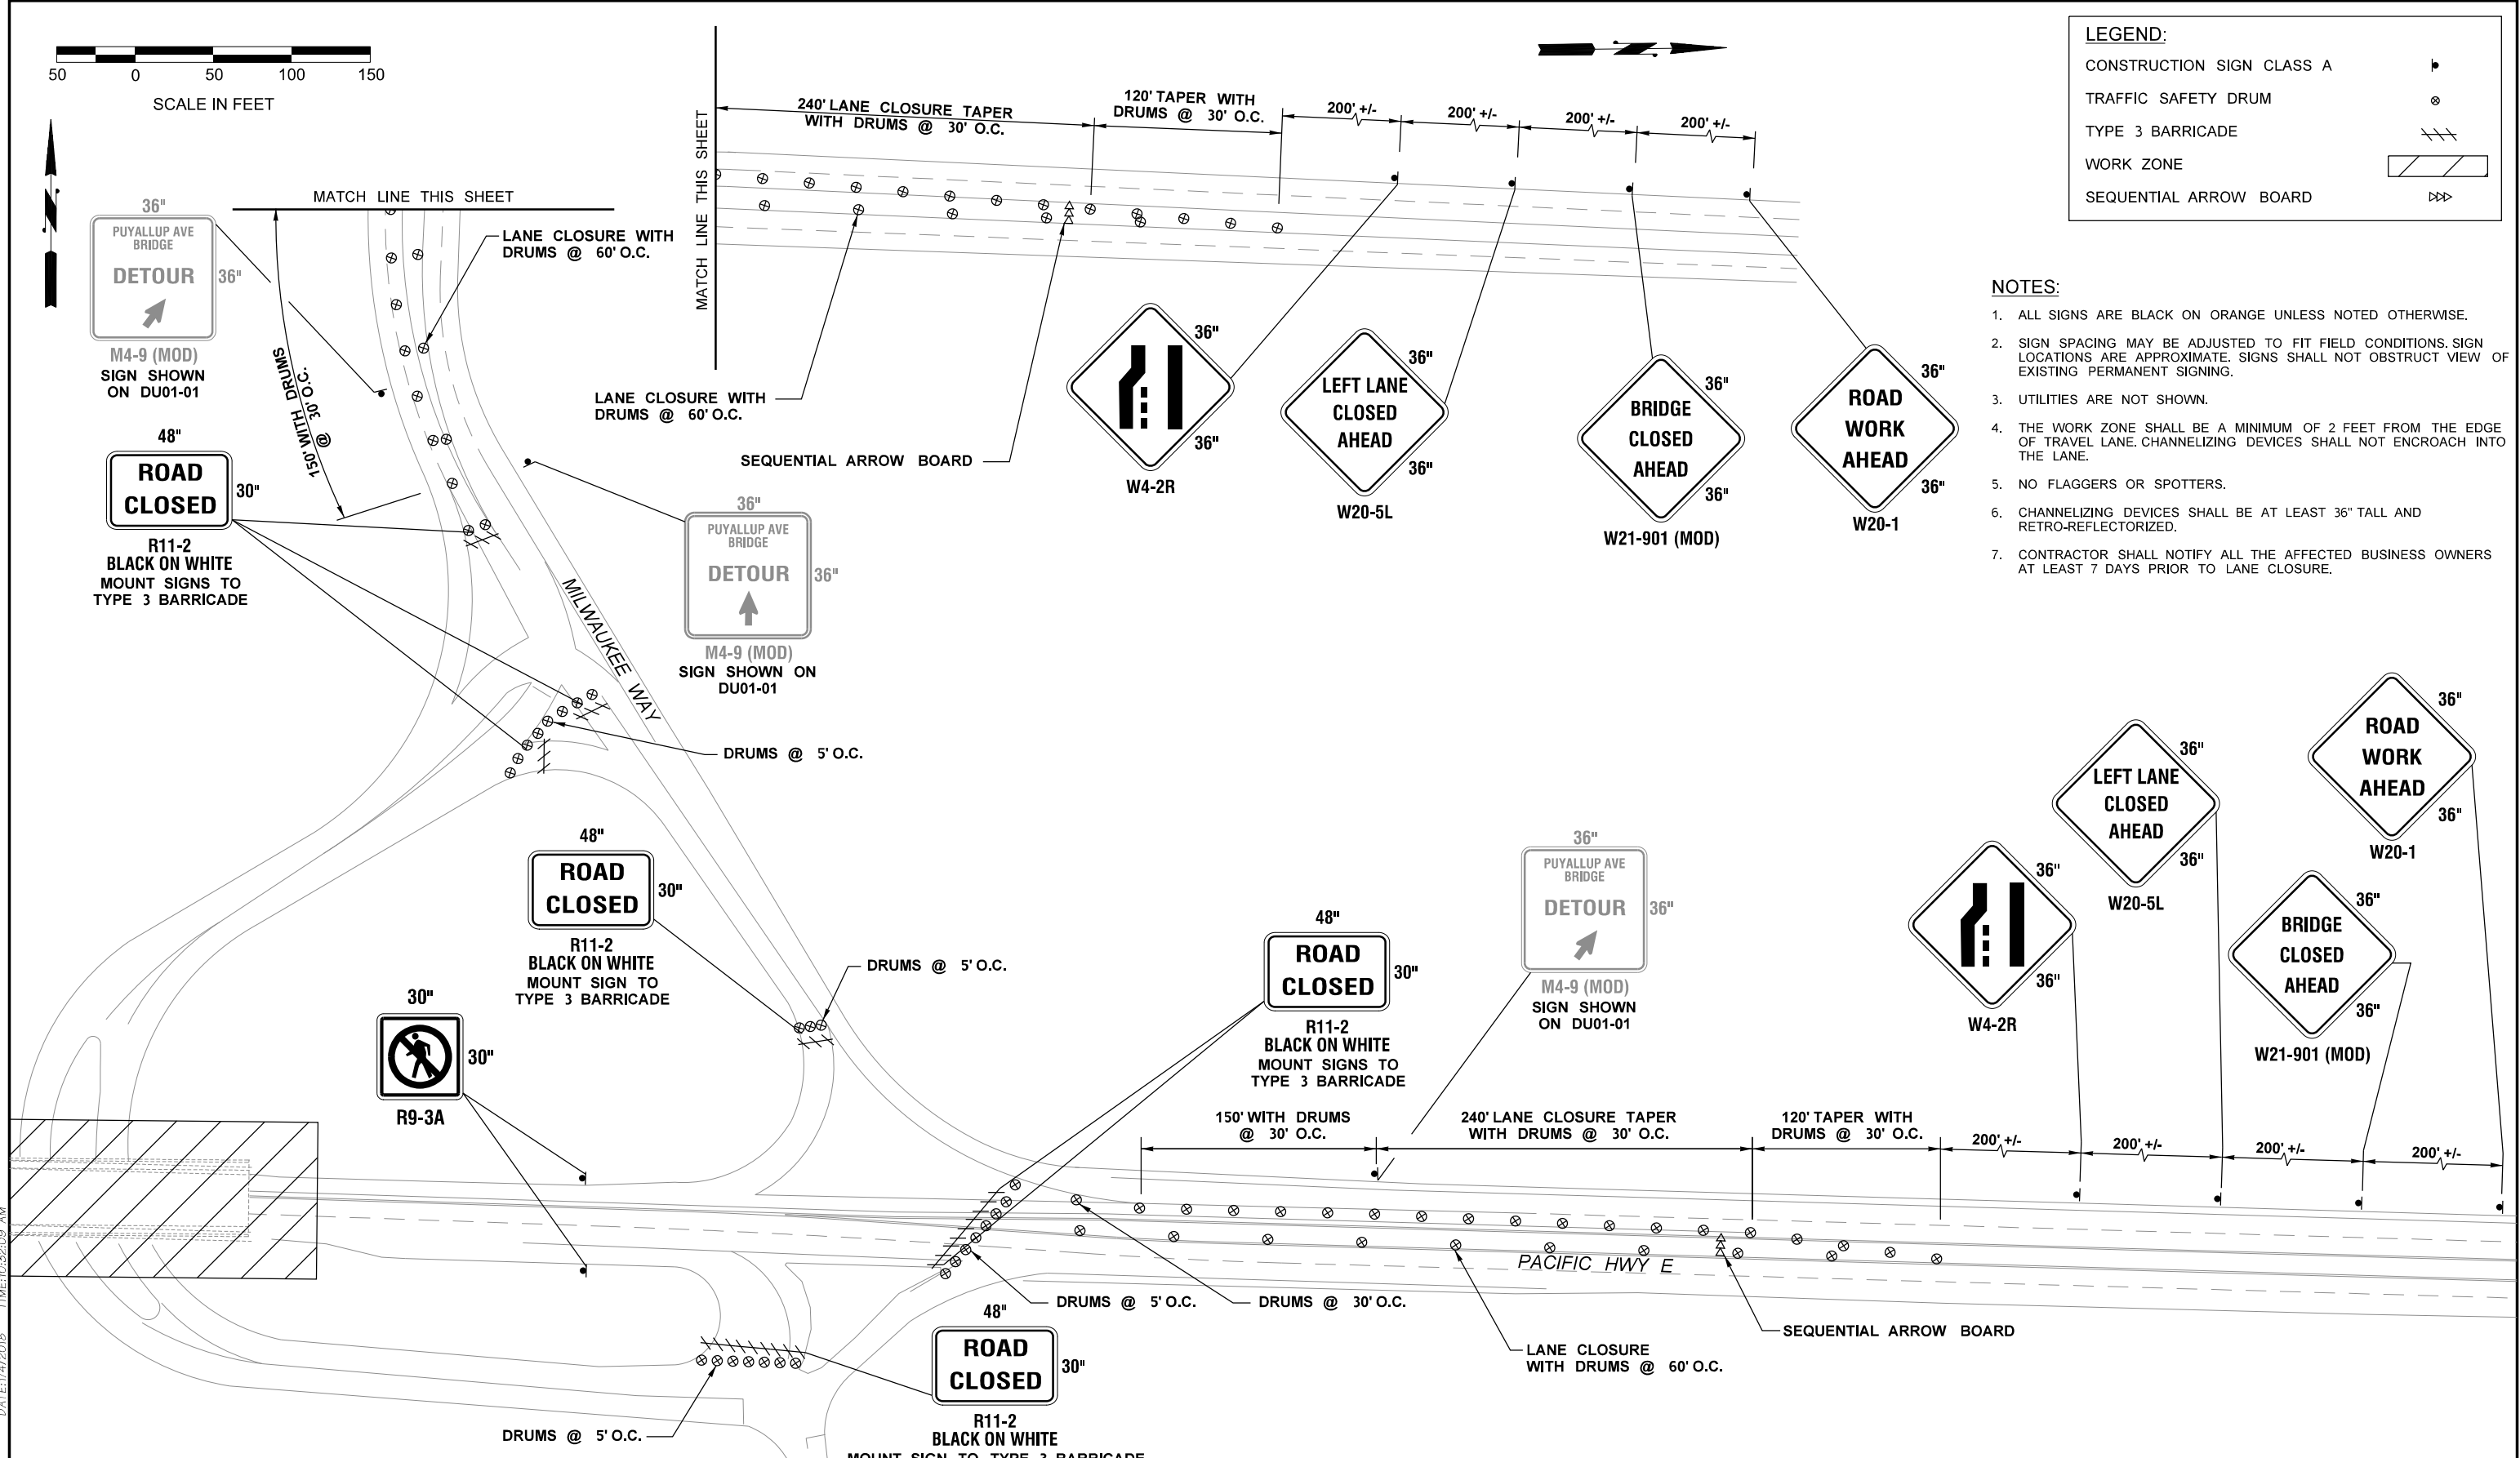 50 0 50 100 150
SCALE IN FEET
MATCH LINE THIS SHEET
36"
PUYALLUP AVE
BRIDGE
DETOUR
36"
M4-9 (MOD)
SIGN SHOWN
ON DU01-01
150' WITH DRUMS
@ 30' O.C.
LANE CLOSURE WITH
DRUMS @ 60' O.C.
48"
ROAD
CLOSED
30"
R11-2
BLACK ON WHITE
MOUNT SIGNS TO
TYPE 3 BARRICADE
MATCH LINE THIS SHEET
240' LANE CLOSURE TAPER
WITH DRUMS @ 30' O.C.
120' TAPER WITH
DRUMS @ 30' O.C.
200' +/-
200' +/-
200' +/-
200' +/-
LANE CLOSURE WITH
DRUMS @ 60' O.C.
SEQUENTIAL ARROW BOARD
36"
36"
W4-2R
LEFT LANE
CLOSED
AHEAD
36"
36"
W20-5L
BRIDGE
CLOSED
AHEAD
36"
36"
W21-901 (MOD)
ROAD
WORK
AHEAD
36"
36"
W20-1
LEGEND:
CONSTRUCTION SIGN CLASS A
TRAFFIC SAFETY DRUM
TYPE 3 BARRICADE
WORK ZONE
SEQUENTIAL ARROW BOARD
NOTES:
1. ALL SIGNS ARE BLACK ON ORANGE UNLESS NOTED OTHERWISE.
2. SIGN SPACING MAY BE ADJUSTED TO FIT FIELD CONDITIONS. SIGN
LOCATIONS ARE APPROXIMATE. SIGNS SHALL NOT OBSTRUCT VIEW OF
EXISTING PERMANENT SIGNING.
3. UTILITIES ARE NOT SHOWN.
4. THE WORK ZONE SHALL BE A MINIMUM OF 2 FEET FROM THE EDGE
OF TRAVEL LANE. CHANNELIZING DEVICES SHALL NOT ENCROACH INTO
THE LANE.
5. NO FLAGGERS OR SPOTTERS.
6. CHANNELIZING DEVICES SHALL BE AT LEAST 36" TALL AND
RETRO-REFLECTORIZED.
7. CONTRACTOR SHALL NOTIFY ALL THE AFFECTED BUSINESS OWNERS
AT LEAST 7 DAYS PRIOR TO LANE CLOSURE.
36"
PUYALLUP AVE
BRIDGE
DETOUR
36"
M4-9 (MOD)
SIGN SHOWN ON
DU01-01
MILWAUKEE WAY
DRUMS @ 5' O.C.
48"
ROAD
CLOSED
30"
R11-2
BLACK ON WHITE
MOUNT SIGN TO
TYPE 3 BARRICADE
DRUMS @ 5' O.C.
30"
30"
R9-3A
48"
ROAD
CLOSED
30"
R11-2
BLACK ON WHITE
MOUNT SIGNS TO
TYPE 3 BARRICADE
36"
PUYALLUP AVE
BRIDGE
DETOUR
36"
M4-9 (MOD)
SIGN SHOWN
ON DU01-01
36"
36"
W4-2R
LEFT LANE
CLOSED
AHEAD
36"
36"
W20-5L
BRIDGE
CLOSED
AHEAD
36"
36"
W21-901 (MOD)
ROAD
WORK
AHEAD
36"
36"
W20-1
150' WITH DRUMS
@ 30' O.C.
240' LANE CLOSURE TAPER
WITH DRUMS @ 30' O.C.
120' TAPER WITH
DRUMS @ 30' O.C.
200' +/-
200' +/-
200' +/-
200' +/-
PACIFIC HWY E
DRUMS @ 5' O.C.
DRUMS @ 30' O.C.
SEQUENTIAL ARROW BOARD
LANE CLOSURE
WITH DRUMS @ 60' O.C.
48"
ROAD
CLOSED
30"
R11-2
BLACK ON WHITE
MOUNT SIGN TO TYPE 3 BARRICADE
DRUMS @ 5' O.C.